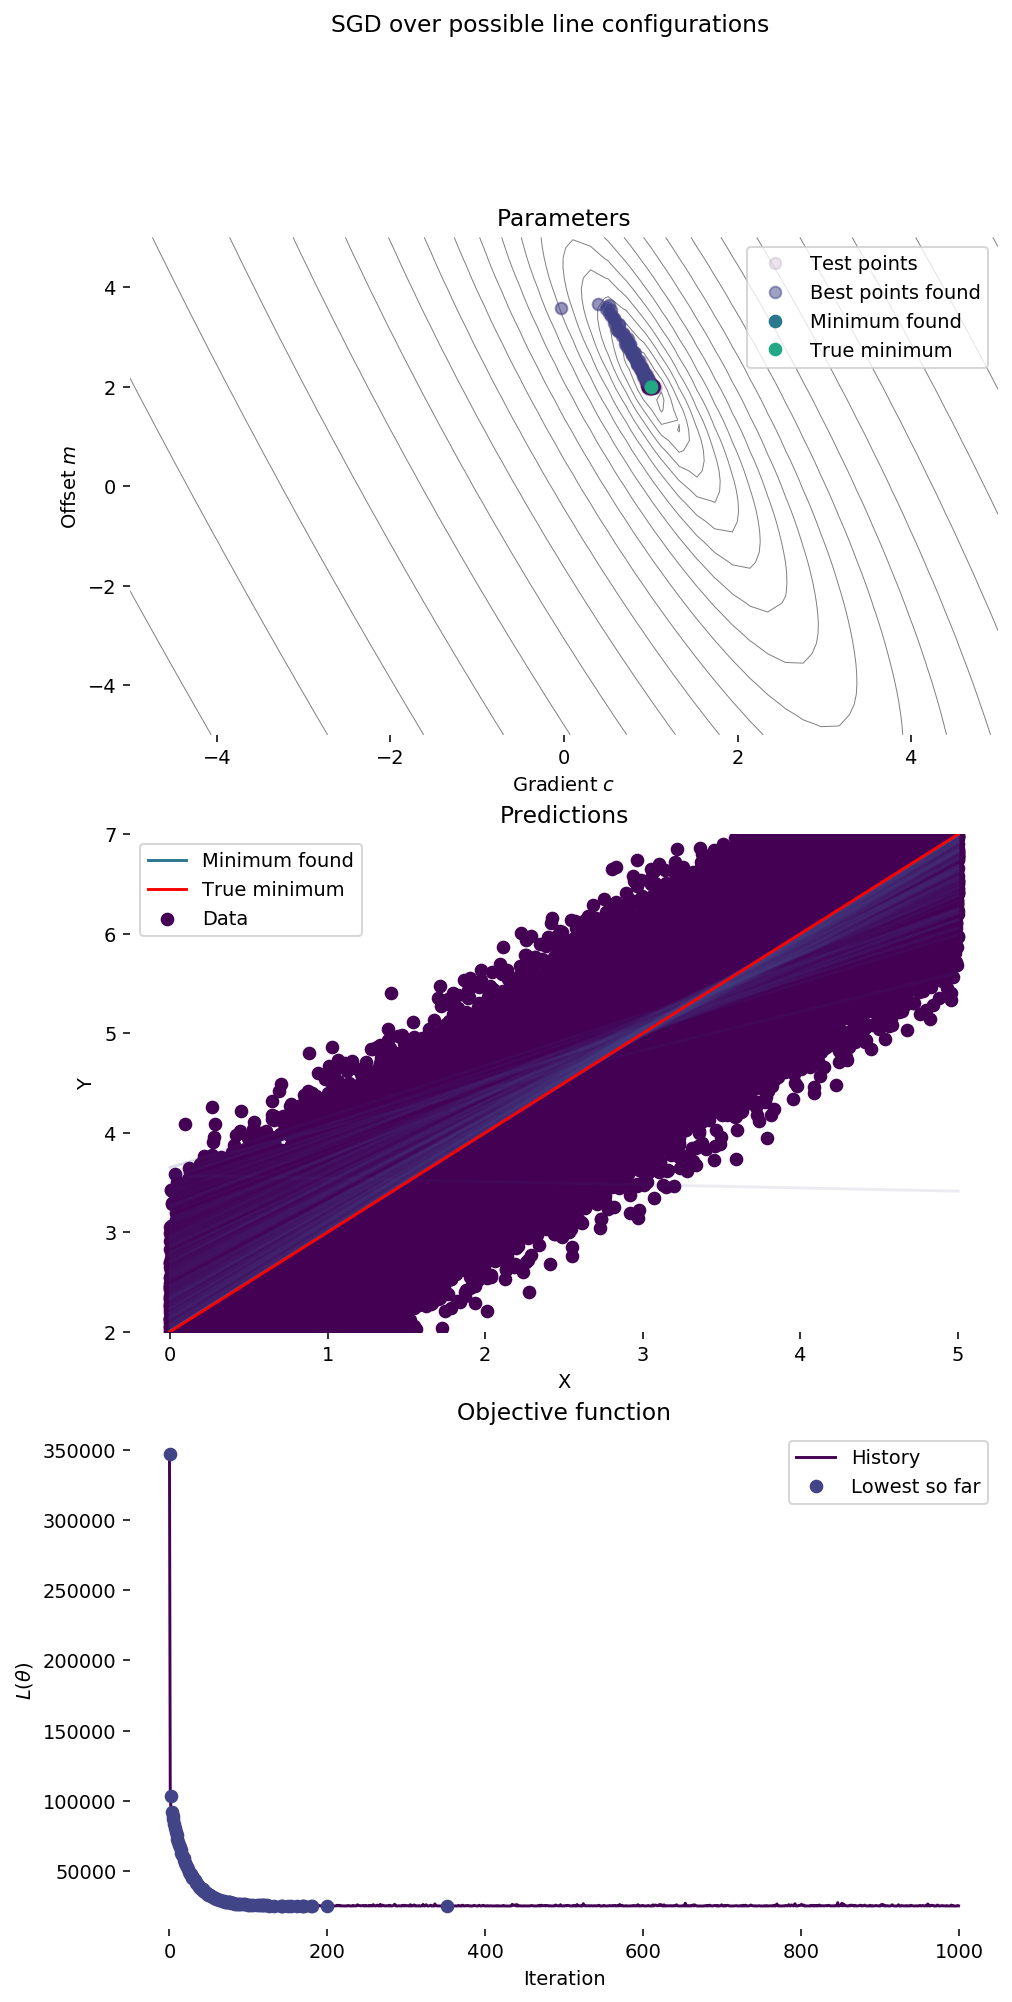 SGD over possible line configurations
Parameters
Test points
Best points found
Minimum found
True minimum
4
2
0
−2
−4
Offset m
−4
−2
0
2
4
Gradient c
Predictions
Minimum found
True minimum
Data
7
6
5
4
3
2
Y
0
1
2
3
4
5
X
Objective function
History
Lowest so far
350000
300000
250000
200000
150000
100000
50000
L(θ)
0
200
400
600
800
1000
Iteration